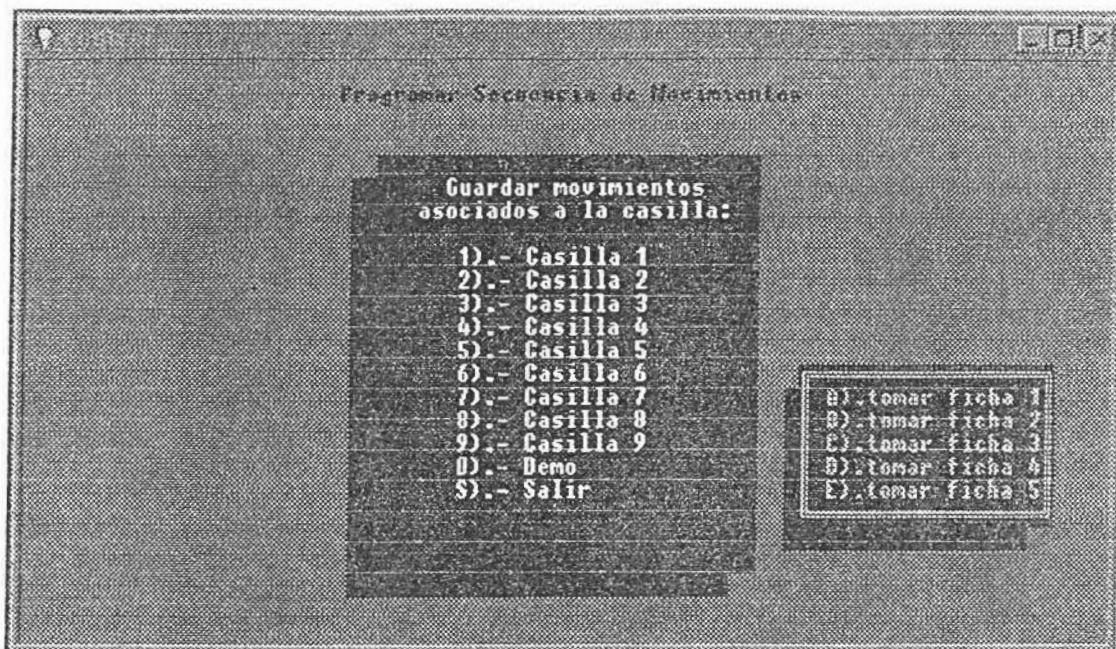 Programar Secuencia de Movimientos
Guardar movimientos
asociados a la casilla:
1).- Casilla 1
2).- Casilla 2
3).- Casilla 3
4).- Casilla 4
5).- Casilla 5
6).- Casilla 6
7).- Casilla 7
8).- Casilla 8
9).- Casilla 9
D).- Demo
S).- Salir
A).tomar ficha 1
B).tomar ficha 2
C).tomar ficha 3
D).tomar ficha 4
E).tomar ficha 5